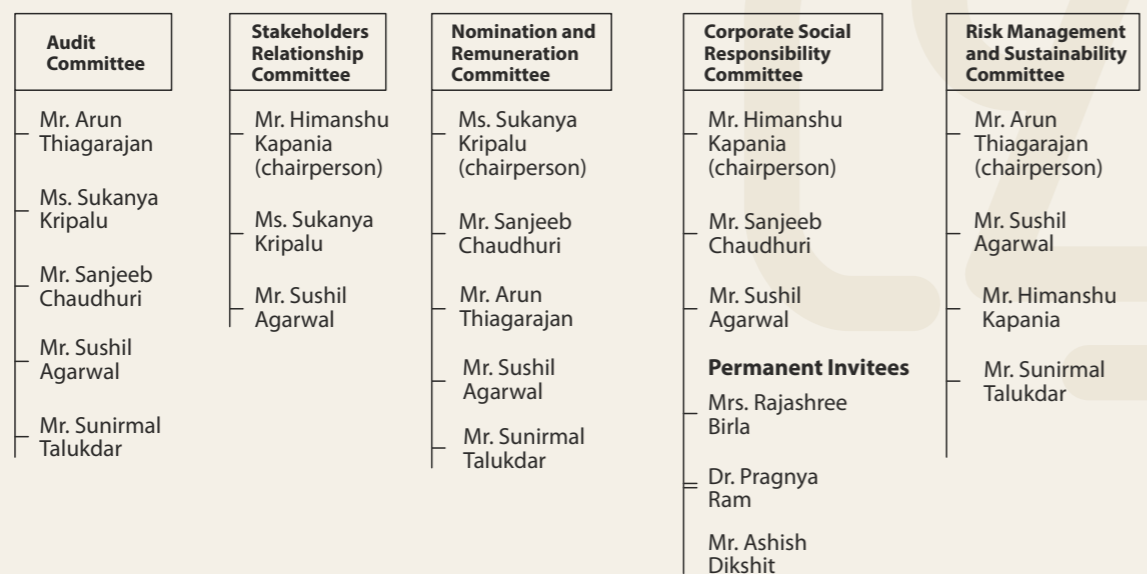 Audit
Committee
Mr. Arun
Thiagarajan
Ms. Sukanya
Kripalu
Mr. Sanjeeb
Chaudhuri
Mr. Sushil
Agarwal
Mr. Sunirmal
Talukdar
Stakeholders
Relationship
Committee
Mr. Himanshu
Kapania
(chairperson)
Ms. Sukanya
Kripalu
Mr. Sushil
Agarwal
Nomination and
Remuneration
Committee
Ms. Sukanya
Kripalu
(chairperson)
Mr. Sanjeeb
Chaudhuri
Mr. Arun
Thiagarajan
Mr. Sushil
Agarwal
Mr. Sunirmal
Talukdar
Corporate Social
Responsibility
Committee
Mr. Himanshu
Kapania
(chairperson)
Mr. Sanjeeb
Chaudhuri
Mr. Sushil
Agarwal
Permanent Invitees
Mrs. Rajashree
Birla
Dr. Pragnya
Ram
Mr. Ashish
Dikshit
Risk Management
and Sustainability
Committee
Mr. Arun
Thiagarajan
(chairperson)
Mr. Sushil
Agarwal
Mr. Himanshu
Kapania
Mr. Sunirmal
Talukdar